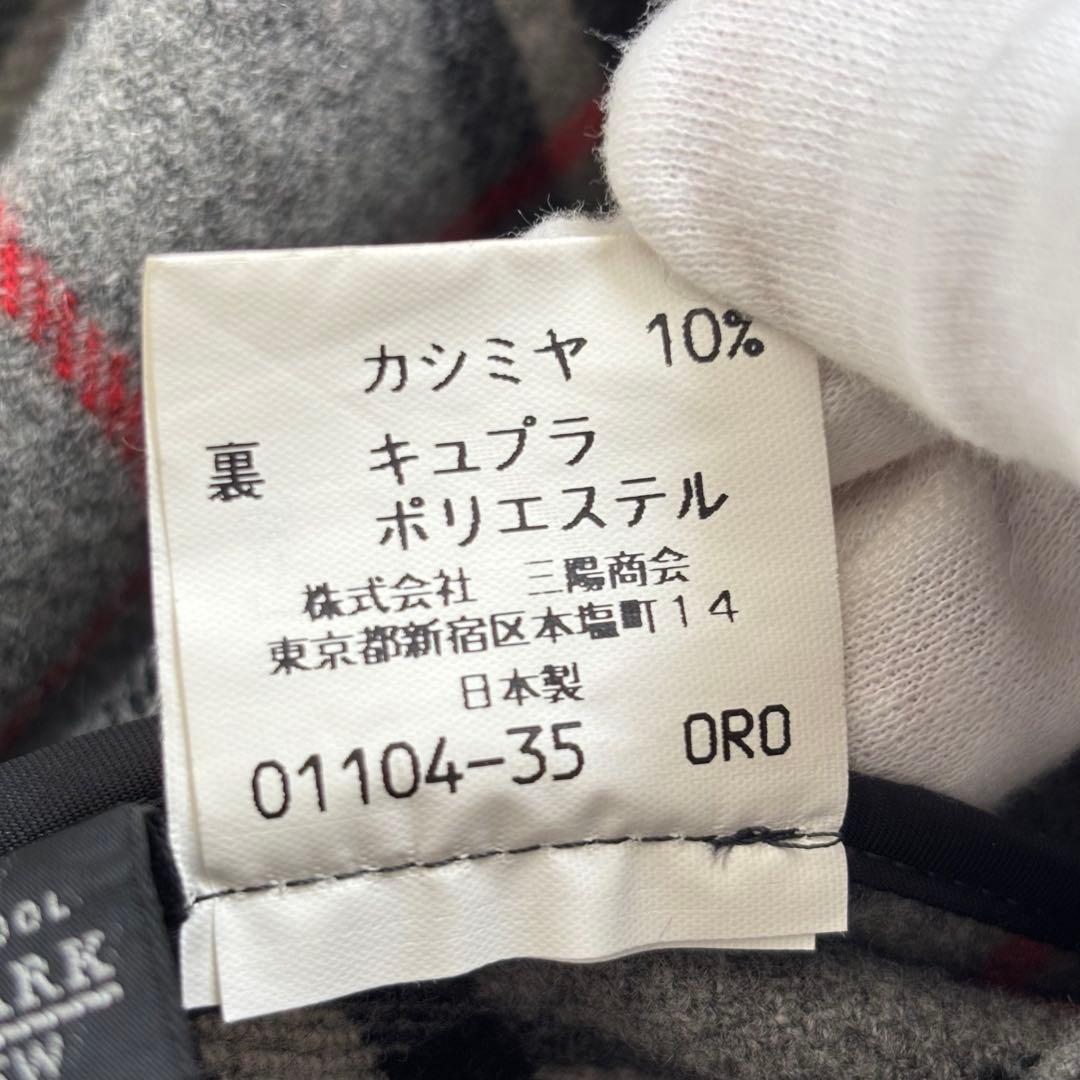 カシミヤ 10%
裏 キュプラ
ポリエステル
株式会社 三陽商会
東京都新宿区本塩町14
日本製
01104-35 0R0